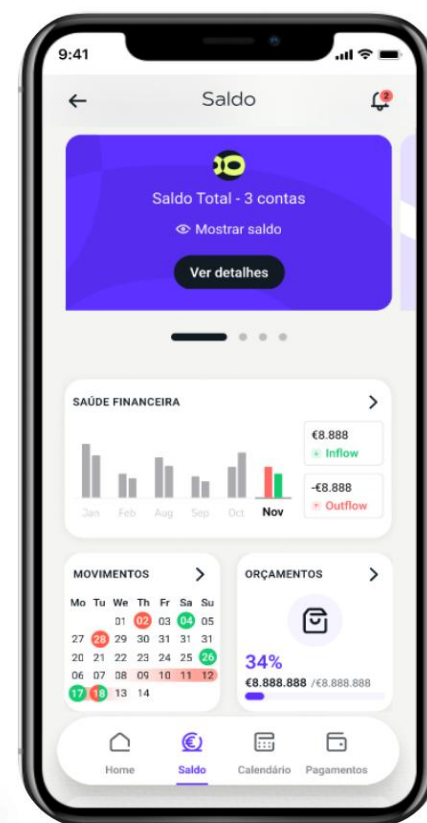 9:41
Saldo
2
Saldo Total - 3 contas
Mostrar saldo
Ver detalhes
SAÚDE FINANCEIRA
€8.888
Inflow
-€8.888
Outflow
Jan Feb Aug Sep Oct Nov
MOVIMENTOS
Mo Tu We Th Fr Sa Su
01 02 03 04 05
27 28 29 30 31 31 31
20 21 22 23 24 25 26
06 07 08 09 10 11 12
17 18 13 14
ORÇAMENTOS
34%
€8.888.888 /€8.888.888
Home Saldo Calendário Pagamentos